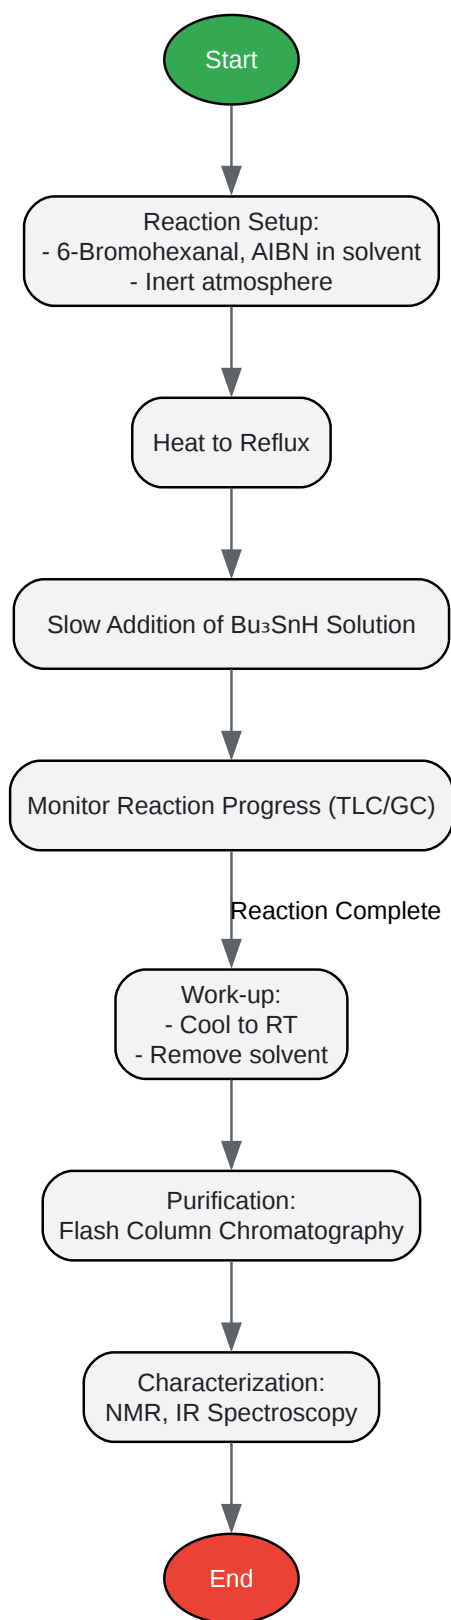 Start
Reaction Setup:
- 6-Bromohexanal, AIBN in solvent
- Inert atmosphere
Heat to Reflux
Slow Addition of Bu₃SnH Solution
Monitor Reaction Progress (TLC/GC)
Reaction Complete
Work-up:
- Cool to RT
- Remove solvent
Purification:
Flash Column Chromatography
Characterization:
NMR, IR Spectroscopy
End